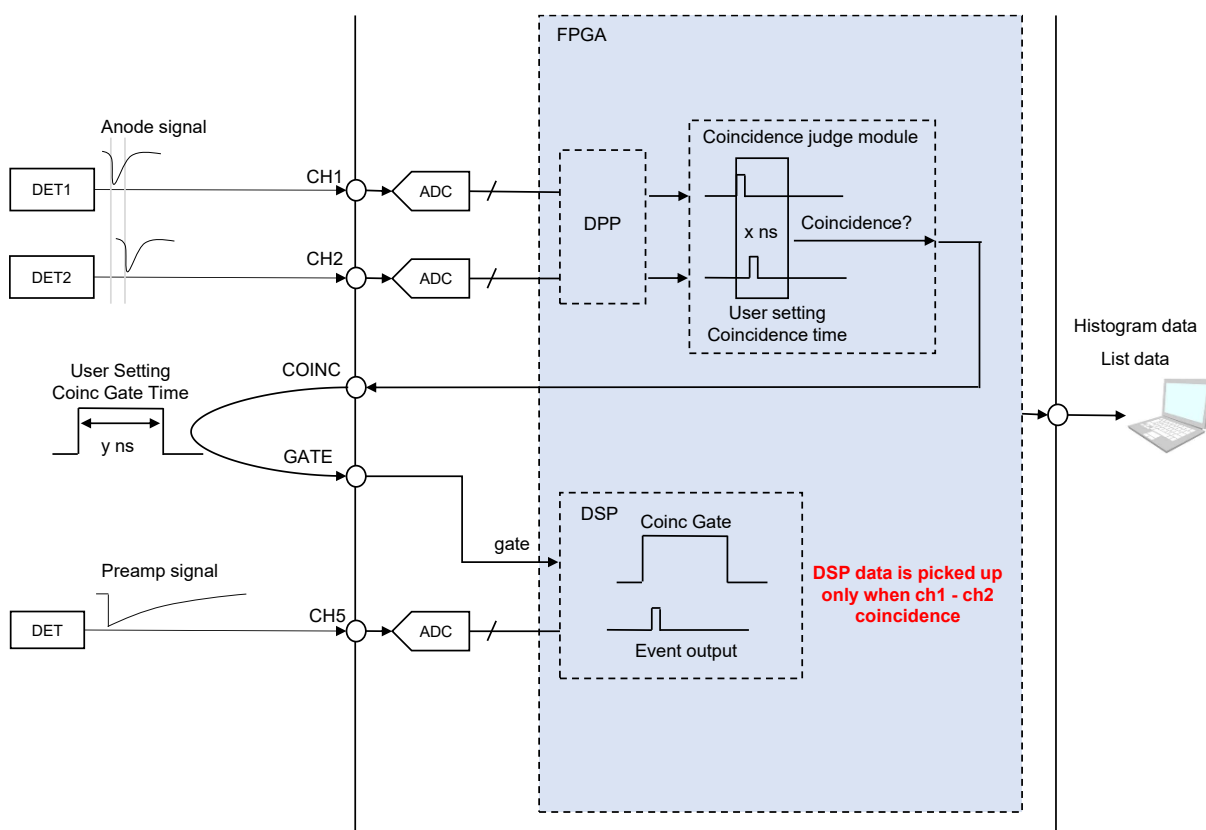 FPGA
Anode signal
Coincidence judge module
DET1
CH1
ADC
DPP
x ns
Coincidence?
DET2
CH2
ADC
User setting
Coincidence time
Histogram data
List data
User Setting
Coinc Gate Time
y ns
COINC
GATE
gate
DSP
Coinc Gate
Event output
DSP data is picked up
only when ch1 - ch2
coincidence
Preamp signal
DET
CH5
ADC